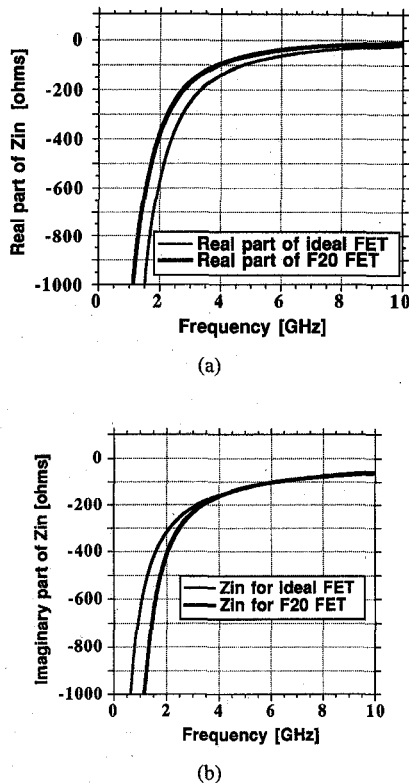 Real part of Zin [ohms]
0
-200
-400
-600
-800
-1000
Real part of ideal FET
Real part of F20 FET
0 2 4 6 8 10
Frequency [GHz]
(a)
Imaginary part of Zin [ohms]
0
-200
-400
-600
-800
-1000
Zin for ideal FET
Zin for F20 FET
0 2 4 6 8 10
Frequency [GHz]
(b)